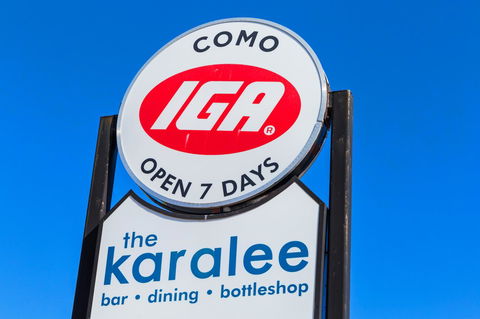 COMO
IGA®
OPEN 7 DAYS
the
karalee
bar • dining • bottleshop